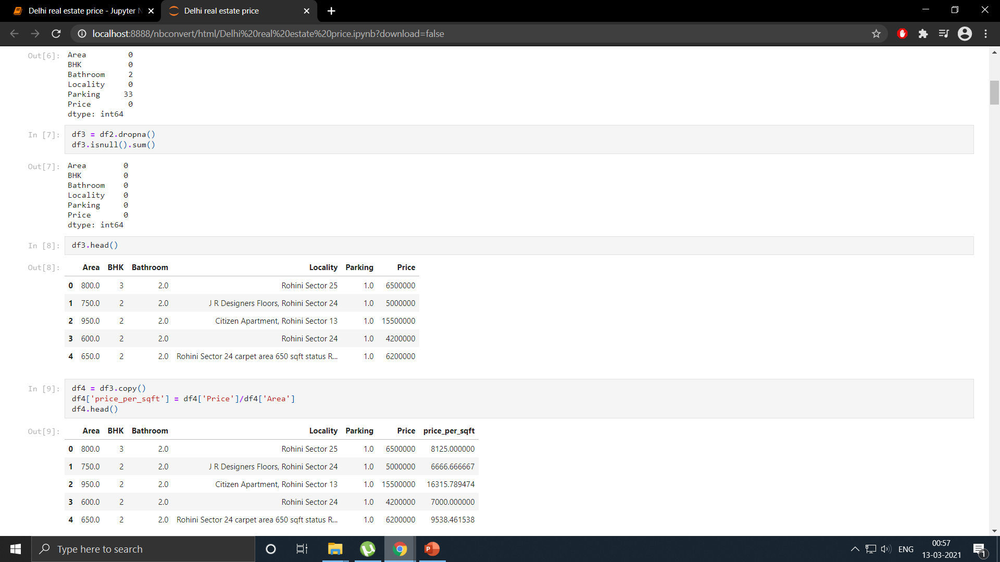 Delhi real estate price - Jupyter N
Delhi real estate price
localhost:8888/nbconvert/html/Delhi%20real%20estate%20price.ipynb?download=false
Out[6]:
Area 0
BHK 0
Bathroom 2
Locality 0
Parking 33
Price 0
dtype: int64
In [7]:
df3 = df2.dropna()
df3.isnull().sum()
Out[7]:
Area 0
BHK 0
Bathroom 0
Locality 0
Parking 0
Price 0
dtype: int64
In [8]:
df3.head()
Out[8]:
Area BHK Bathroom Locality Parking Price
0 800.0 3 2.0 Rohini Sector 25 1.0 6500000
1 750.0 2 2.0 J R Designers Floors, Rohini Sector 24 1.0 5000000
2 950.0 2 2.0 Citizen Apartment, Rohini Sector 13 1.0 15500000
3 600.0 2 2.0 Rohini Sector 24 1.0 4200000
4 650.0 2 2.0 Rohini Sector 24 carpet area 650 sqft status R... 1.0 6200000
In [9]:
df4 = df3.copy()
df4['price_per_sqft'] = df4['Price']/df4['Area']
df4.head()
Out[9]:
Area BHK Bathroom Locality Parking Price price_per_sqft
0 800.0 3 2.0 Rohini Sector 25 1.0 6500000 8125.000000
1 750.0 2 2.0 J R Designers Floors, Rohini Sector 24 1.0 5000000 6666.666667
2 950.0 2 2.0 Citizen Apartment, Rohini Sector 13 1.0 15500000 16315.789474
3 600.0 2 2.0 Rohini Sector 24 1.0 4200000 7000.000000
4 650.0 2 2.0 Rohini Sector 24 carpet area 650 sqft status R... 1.0 6200000 9538.461538
Type here to search
P
ENG
00:57
13-03-2021
1